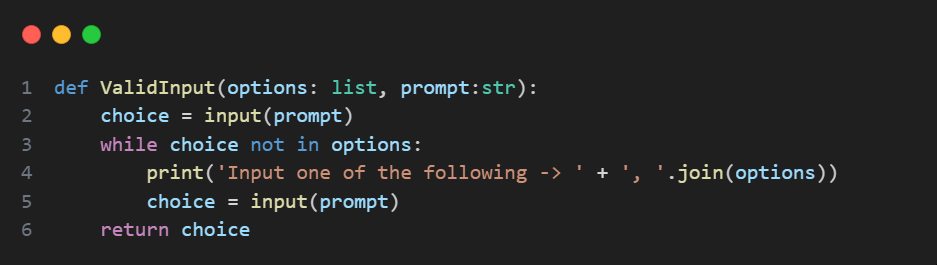 1 def ValidInput(options: list, prompt:str):
2     choice = input(prompt)
3     while choice not in options:
4         print('Input one of the following -> ' + ', '.join(options))
5         choice = input(prompt)
6     return choice